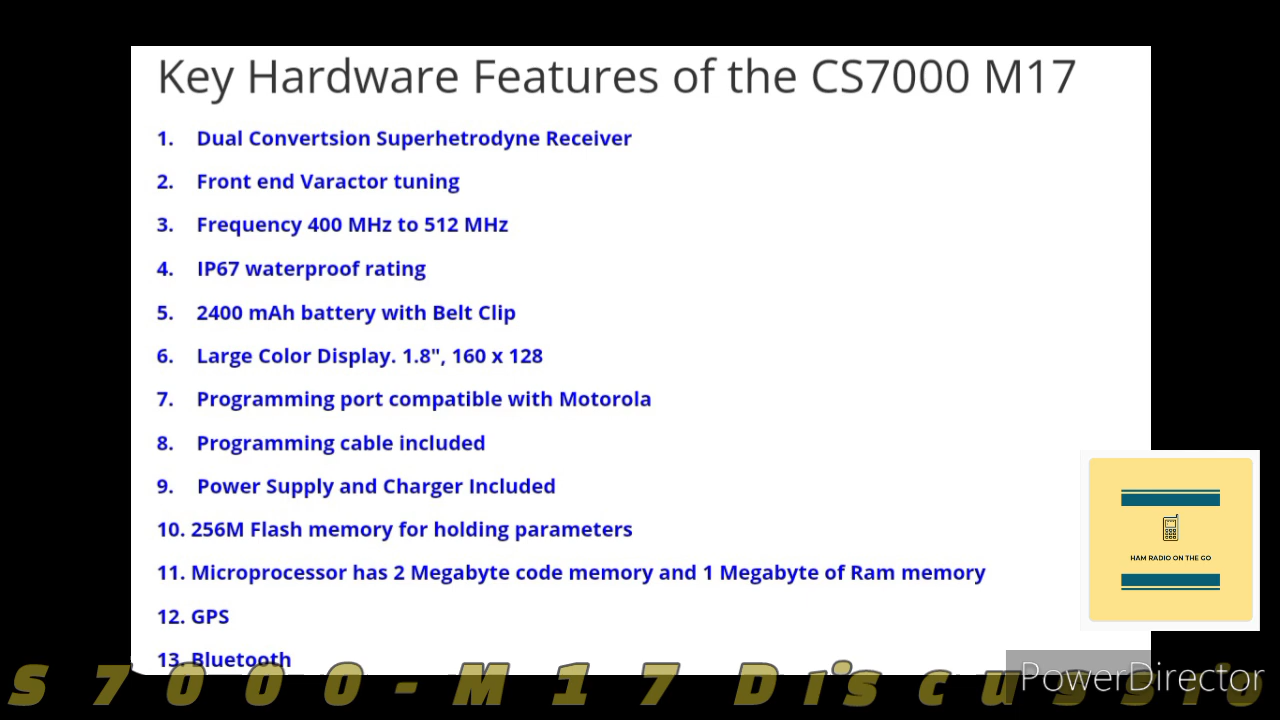 Key Hardware Features of the CS7000 M17
1. Dual Convertsion Superhetrodyne Receiver
2. Front end Varactor tuning
3. Frequency 400 MHz to 512 MHz
4. IP67 waterproof rating
5. 2400 mAh battery with Belt Clip
6. Large Color Display. 1.8", 160 x 128
7. Programming port compatible with Motorola
8. Programming cable included
9. Power Supply and Charger Included
10. 256M Flash memory for holding parameters
11. Microprocessor has 2 Megabyte code memory and 1 Megabyte of Ram memory
12. GPS
13. Bluetooth
HAM RADIO ON THE GO
S7000-M17 Discussio
PowerDirector